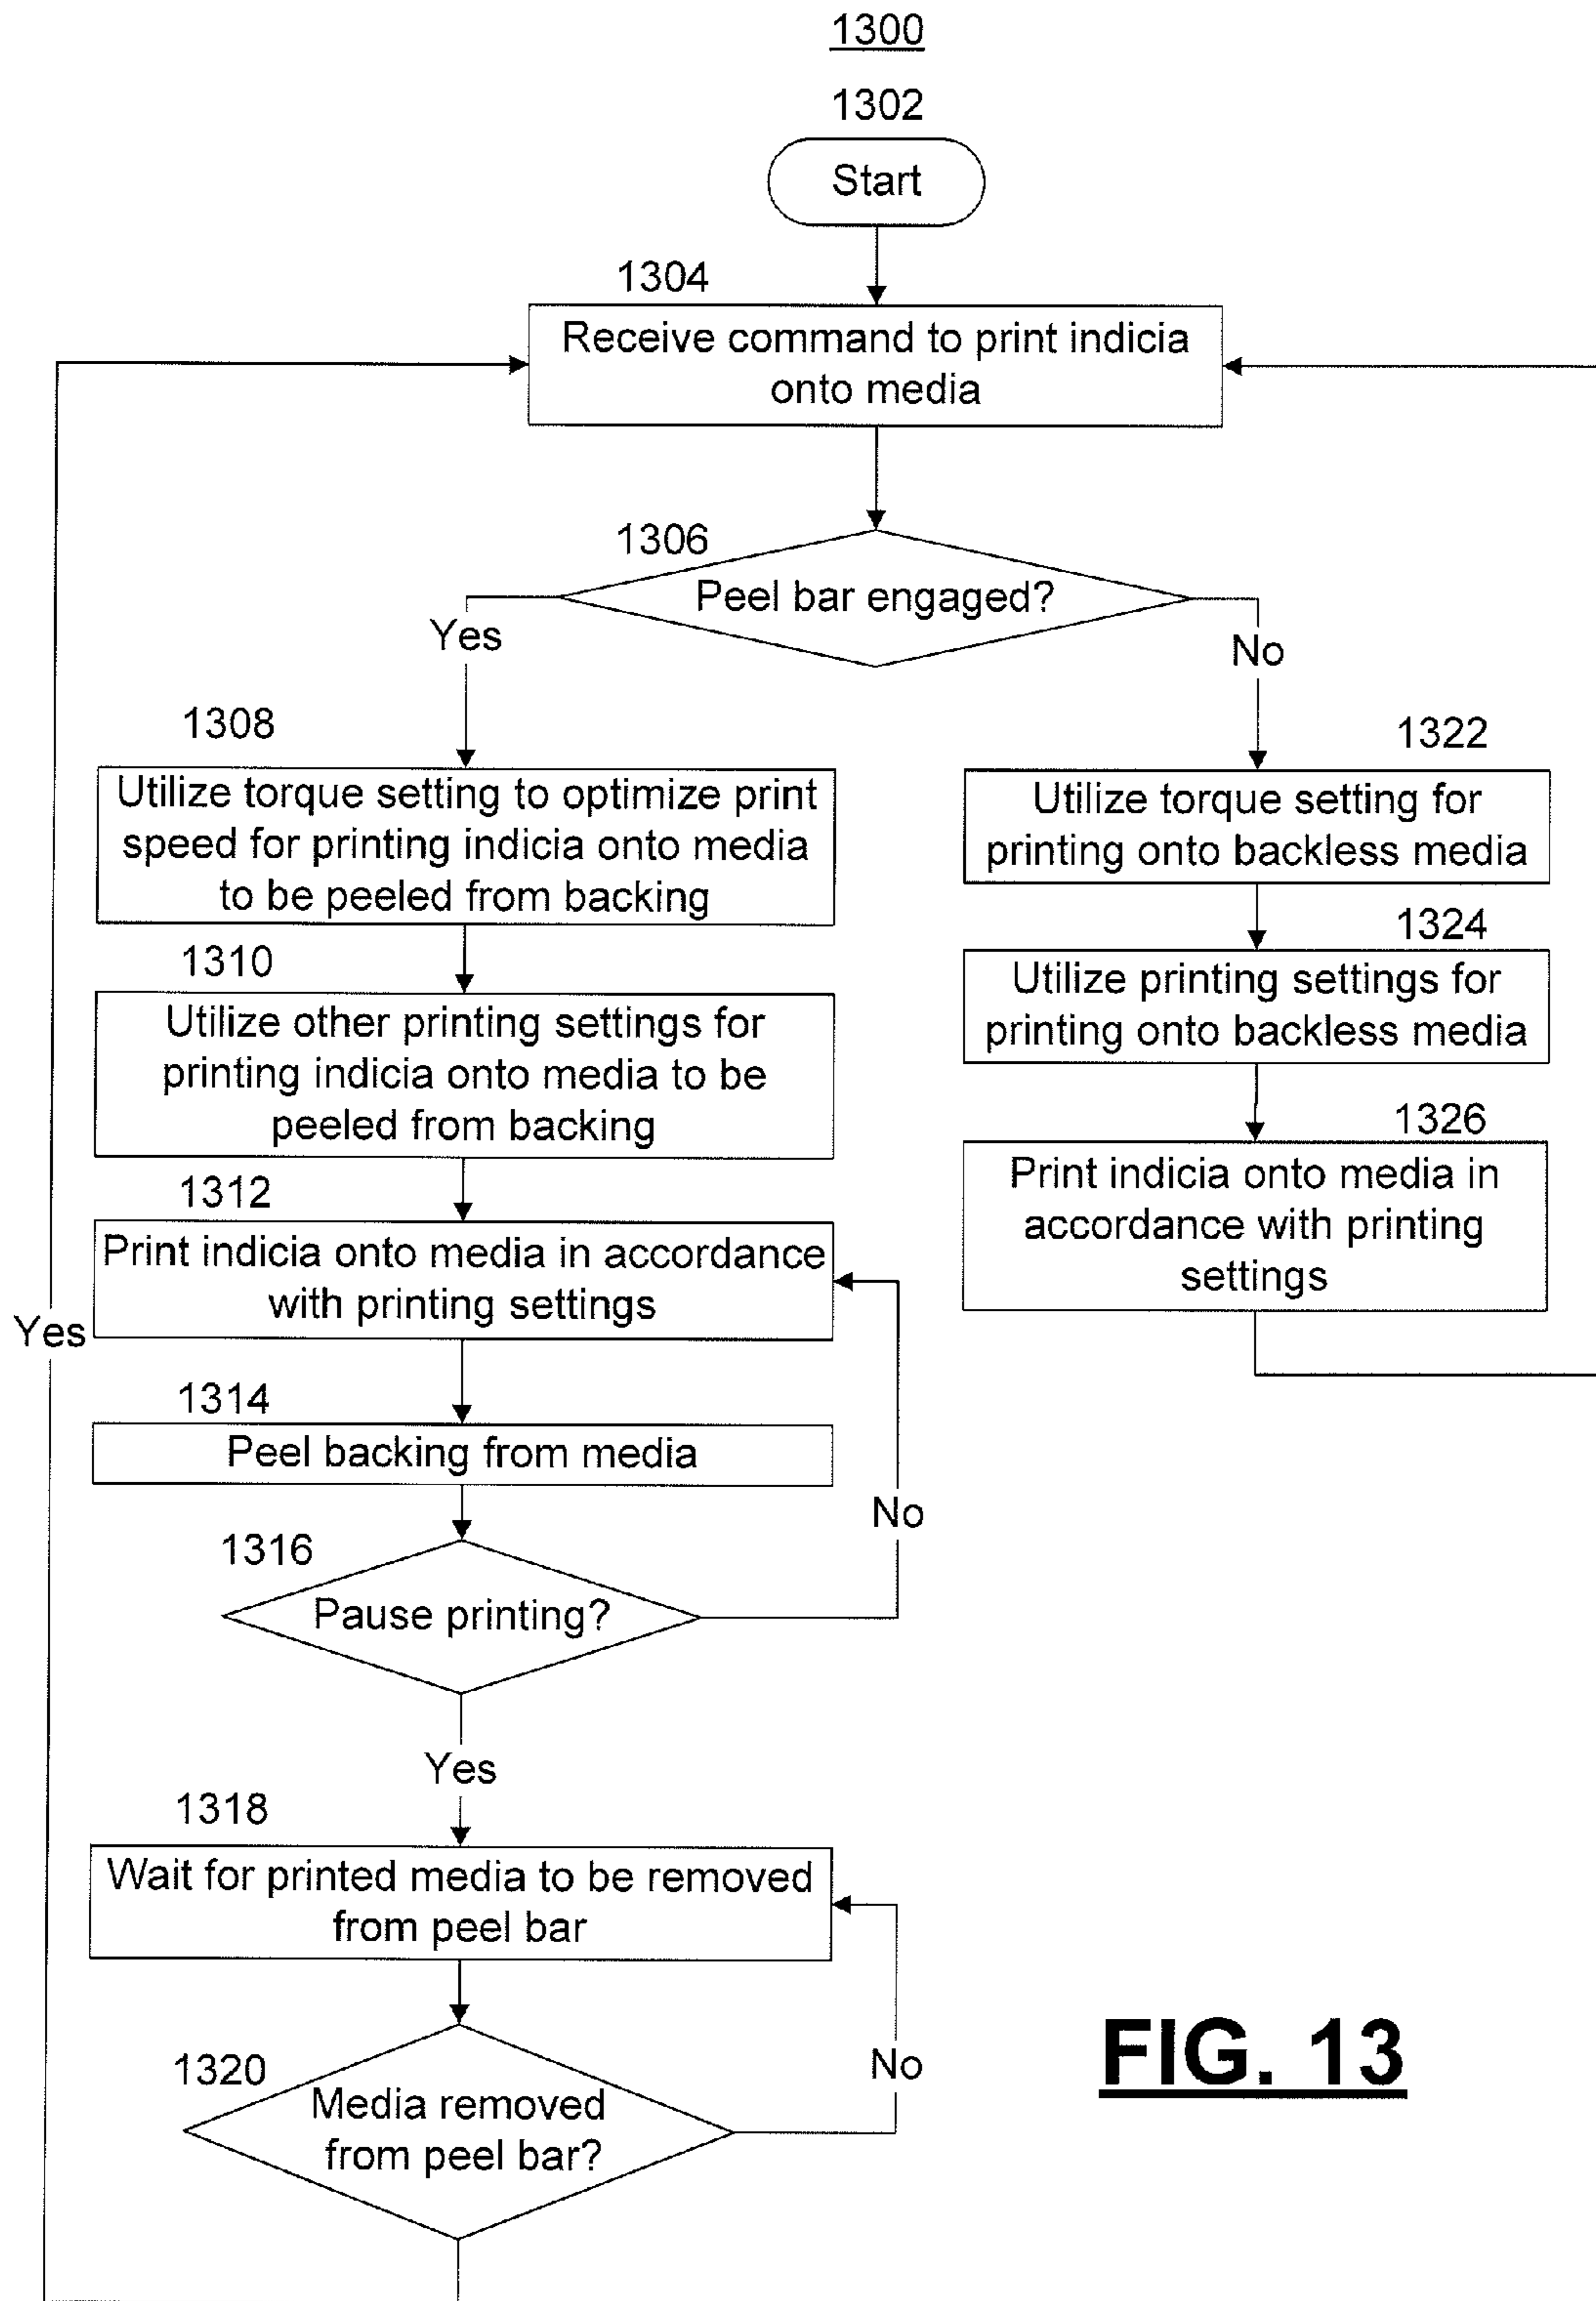 1300
1302
Start
1304
Receive command to print indicia
onto media
1306
Peel bar engaged?
Yes
No
1308
Utilize torque setting to optimize print
speed for printing indicia onto media
to be peeled from backing
1322
Utilize torque setting for
printing onto backless media
1310
Utilize other printing settings for
printing indicia onto media to be
peeled from backing
1324
Utilize printing settings for
printing onto backless media
1312
Print indicia onto media in accordance
with printing settings
1326
Print indicia onto media in
accordance with printing
settings
Yes
1314
Peel backing from media
No
1316
Pause printing?
Yes
1318
Wait for printed media to be removed
from peel bar
1320
Media removed
from peel bar?
No
FIG. 13